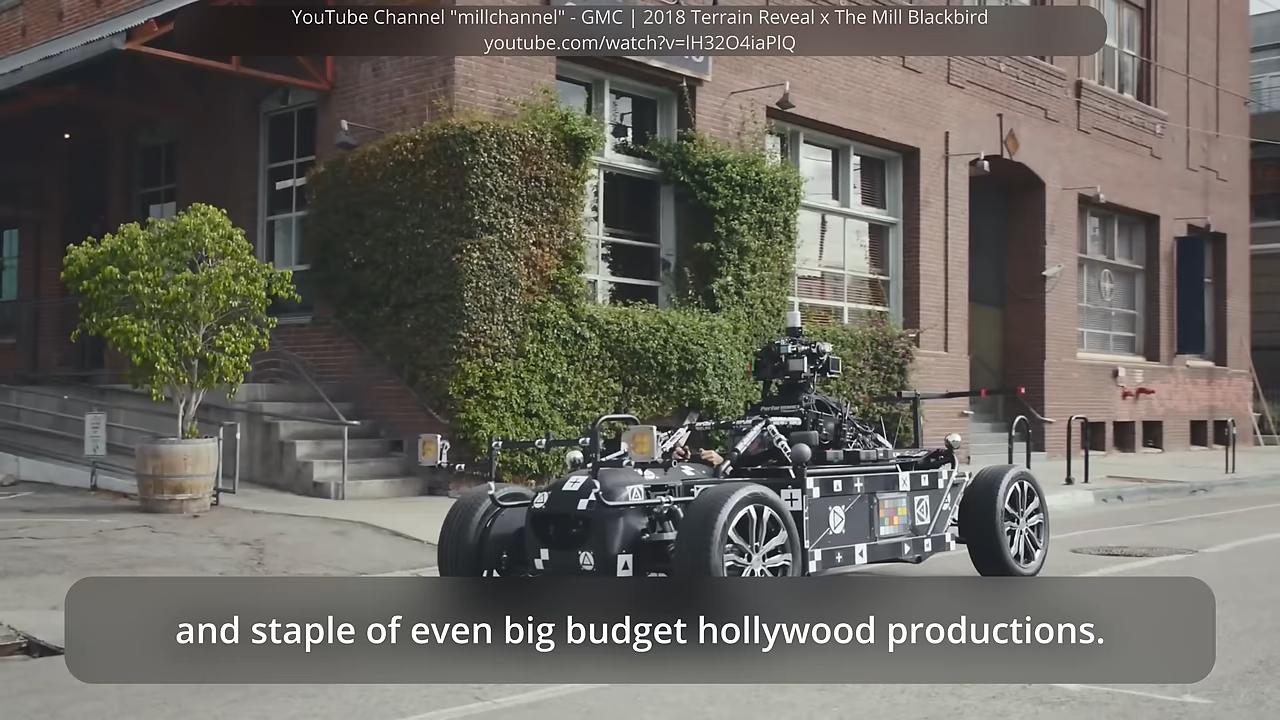 YouTube Channel "millchannel" - GMC | 2018 Terrain Reveal x The Mill Blackbird
youtube.com/watch?v=lH32O4iaPlQ
and staple of even big budget hollywood productions.